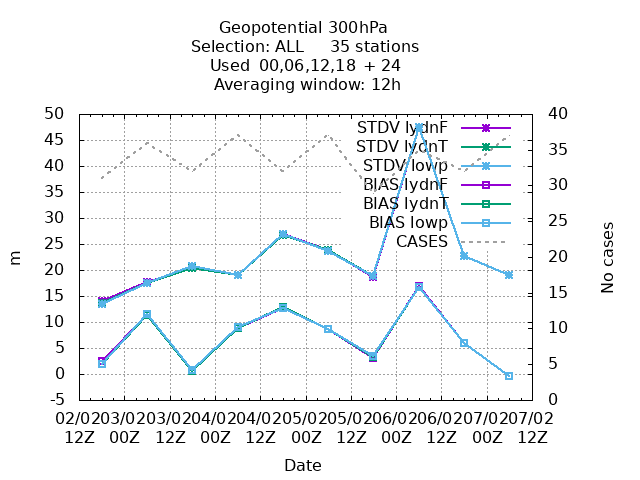 Geopotential 300hPa
Selection: ALL 35 stations
Used 00,06,12,18 + 24
Averaging window: 12h
50
45
40
35
30
25
20
15
10
5
0
-5
40
35
30
25
20
15
10
5
0
STDV lydnF
STDV lydnT
STDV lowp
BIAS lydnF
BIAS lydnT
BIAS lowp
CASES
m
No cases
02/02 03/02 03/02 04/02 04/02 05/02 05/02 06/02 06/02 07/02 07/02
12Z 00Z 12Z 00Z 12Z 00Z 12Z 00Z 12Z 00Z 12Z
Date